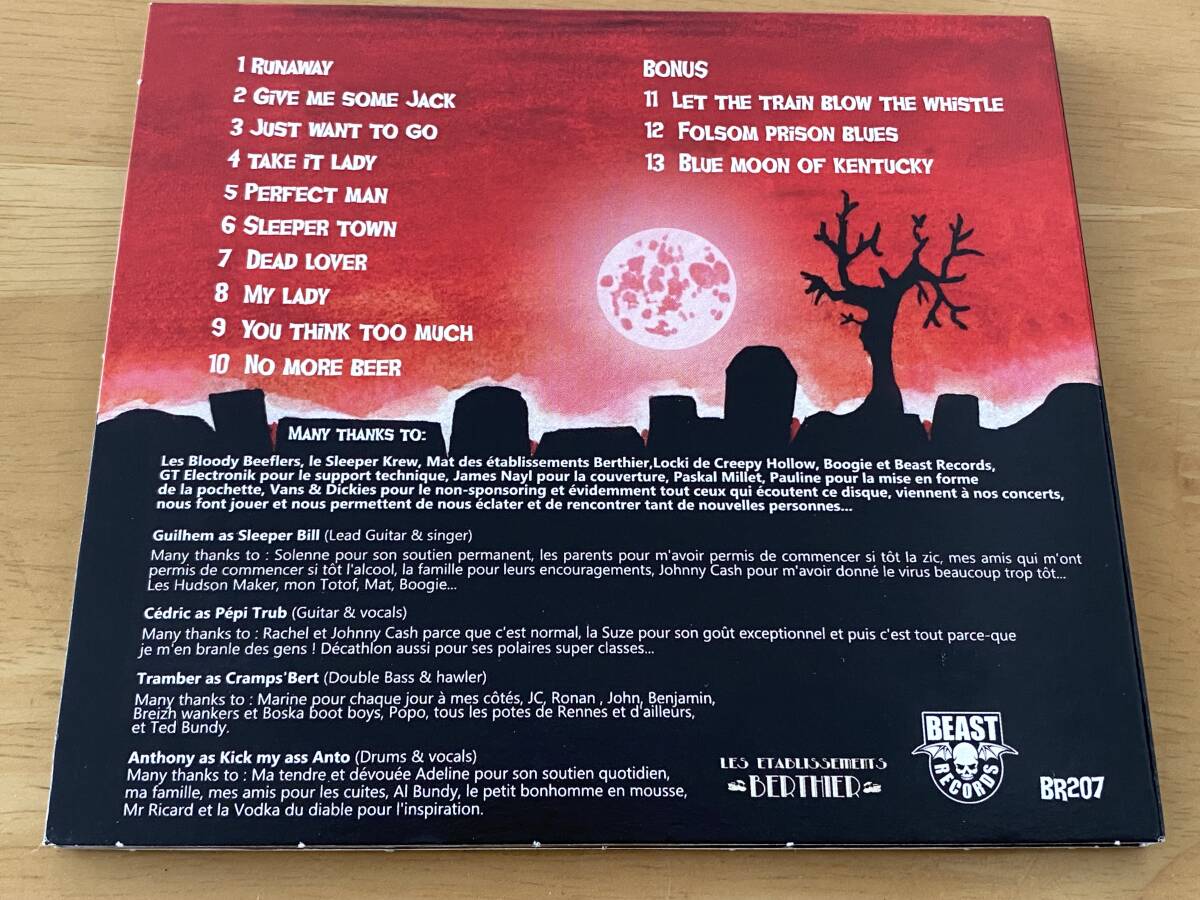 1 RUNAWAY
2 GiVE ME SOME JACK
3 JUST WANT TO GO
4 TAKE iT LADY
5 PERFECT MAN
6 SLEEPER TOWN
7 DEAD LOVER
8 MY LADY
9 YOU THiNK TOO MUCH
10 NO MORE BEER
BONUS
11 LET THE TRAiN BLOW THE WHiSTLE
12 FOLSOM PRiSON BLUES
13 BLUE MOON OF KENTUCKY
MANY THANKS TO:
Les Bloody Beeflers, le Sleeper Krew, Mat des établissements Berthier,Locki de Creepy Hollow, Boogie et Beast Records,
GT Electronik pour le support technique, James Nayl pour la couverture, Paskal Millet, Pauline pour la mise en forme
de la pochette, Vans & Dickies pour le non-sponsoring et évidemment tout ceux qui écoutent ce disque, viennent à nos concerts,
nous font jouer et nous permettent de nous éclater et de rencontrer tant de nouvelles personnes...
Guilhem as Sleeper Bill (Lead Guitar & singer)
Many thanks to : Solenne pour son soutien permanent, les parents pour m'avoir permis de commencer si tôt la zic, mes amis qui m'ont
permis de commencer si tôt l'alcool, la famille pour leurs encouragements, Johnny Cash pour m'avoir donné le virus beaucoup trop tôt...
Les Hudson Maker, mon Totof, Mat, Boogie...
Cédric as Pépi Trub (Guitar & vocals)
Many thanks to : Rachel et Johnny Cash parce que c'est normal, la Suze pour son goût exceptionnel et puis c'est tout parce-que
je m'en branle des gens ! Décathlon aussi pour ses polaires super classes...
Tramber as Cramps'Bert (Double Bass & hawler)
Many thanks to : Marine pour chaque jour à mes côtés, JC, Ronan , John, Benjamin,
Breizh wankers et Boska boot boys, Popo, tous les potes de Rennes et d'ailleurs,
et Ted Bundy.
Anthony as Kick my ass Anto (Drums & vocals)
Many thanks to : Ma tendre et dévouée Adeline pour son soutien quotidien,
ma famille, mes amis pour les cuites, Al Bundy, le petit bonhomme en mousse,
Mr Ricard et la Vodka du diable pour l'inspiration.
LES ETABLISSEMENTS
BERTHIER
BEAST
RECORDS
BR207